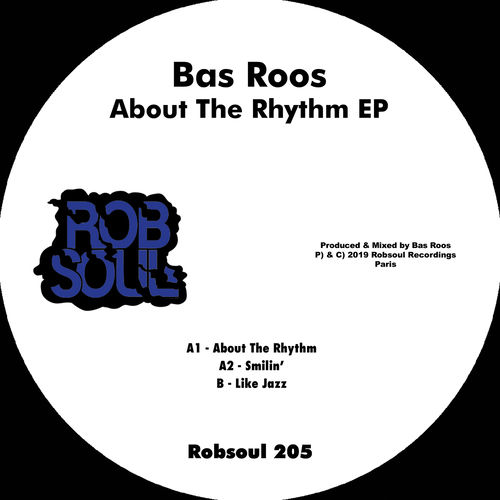 Bas Roos
About The Rhythm EP
ROB
SOUL
Produced & Mixed by Bas Roos
P) & C) 2019 Robsoul Recordings
Paris
A1 - About The Rhythm
A2 - Smilin’
B - Like Jazz
Robsoul 205